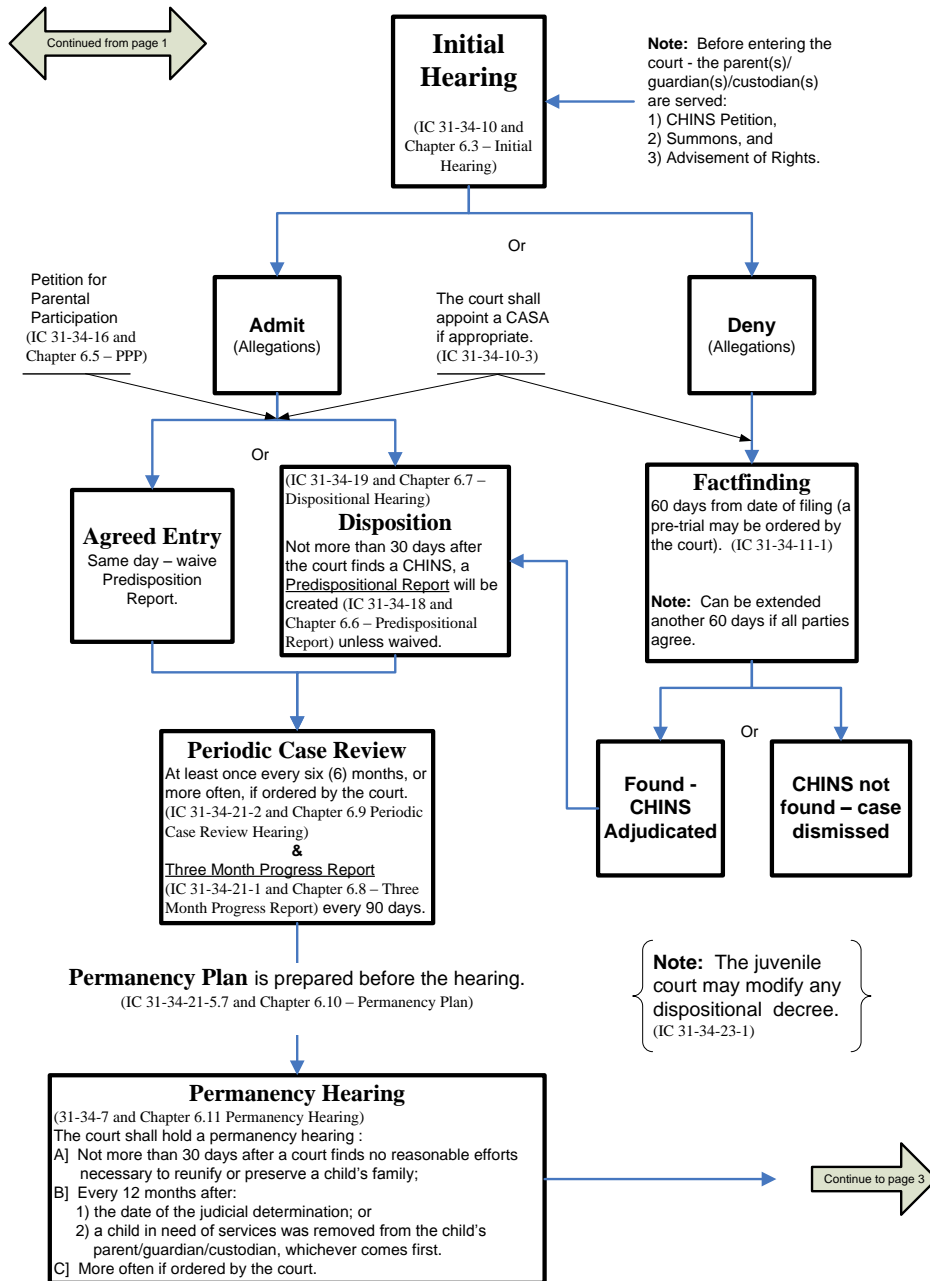 Continued from page 1
Initial
Hearing
(IC 31-34-10 and
Chapter 6.3 – Initial
Hearing)
Note: Before entering the
court - the parent(s)/
guardian(s)/custodian(s)
are served:
1) CHINS Petition,
2) Summons, and
3) Advisement of Rights.
Or
Petition for
Parental
Participation
(IC 31-34-16 and
Chapter 6.5 – PPP)
Admit
(Allegations)
The court shall
appoint a CASA
if appropriate.
(IC 31-34-10-3)
Deny
(Allegations)
Or
Agreed Entry
Same day – waive
Predisposition
Report.
(IC 31-34-19 and Chapter 6.7 –
Dispositional Hearing)
Disposition
Not more than 30 days after
the court finds a CHINS, a
Predispositional Report will be
created (IC 31-34-18 and
Chapter 6.6 – Predispositional
Report) unless waived.
Factfinding
60 days from date of filing (a
pre-trial may be ordered by
the court). (IC 31-34-11-1)
Note: Can be extended
another 60 days if all parties
agree.
Periodic Case Review
At least once every six (6) months, or
more often, if ordered by the court.
(IC 31-34-21-2 and Chapter 6.9 Periodic
Case Review Hearing)
&
Three Month Progress Report
(IC 31-34-21-1 and Chapter 6.8 – Three
Month Progress Report) every 90 days.
Or
Found -
CHINS
Adjudicated
CHINS not
found – case
dismissed
Permanency Plan is prepared before the hearing.
(IC 31-34-21-5.7 and Chapter 6.10 – Permanency Plan)
Note: The juvenile
court may modify any
dispositional decree.
(IC 31-34-23-1)
Permanency Hearing
(31-34-7 and Chapter 6.11 Permanency Hearing)
The court shall hold a permanency hearing :
A] Not more than 30 days after a court finds no reasonable efforts
necessary to reunify or preserve a child's family;
B] Every 12 months after:
1) the date of the judicial determination; or
2) a child in need of services was removed from the child's
parent/guardian/custodian, whichever comes first.
C] More often if ordered by the court.
Continue to page 3